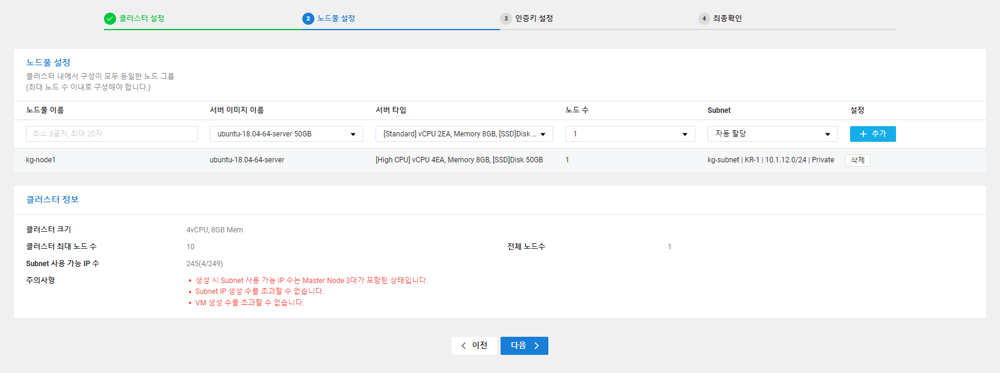 클러스터 설정
2 노드풀 설정
3 인증키 설정
4 최종확인
노드풀 설정
클러스터 내에서 구성이 모두 동일한 노드 그룹
(최대 노드 수 이내로 구성해야 합니다.)
노드풀 이름 서버 이미지 이름 서버 타입 노드 수 Subnet 설정
최소 3글자, 최대 20자 ubuntu-18.04-64-server 50GB [Standard] vCPU 2EA, Memory 8GB, [SSD]Disk ... 1 자동 할당 + 추가
kg-node1 ubuntu-18.04-64-server [High CPU] vCPU 4EA, Memory 8GB, [SSD]Disk 50GB 1 kg-subnet | KR-1 | 10.1.12.0/24 | Private 삭제
클러스터 정보
클러스터 크기 4vCPU, 8GB Mem
클러스터 최대 노드 수 10 전체 노드수 1
Subnet 사용 가능 IP 수 245(4/249)
주의사항
• 생성 시 Subnet 사용 가능 IP 수는 Master Node 3대가 포함된 상태입니다.
• Subnet IP 생성 수를 초과할 수 없습니다.
• VM 생성 수를 초과할 수 없습니다.
< 이전 다음 >